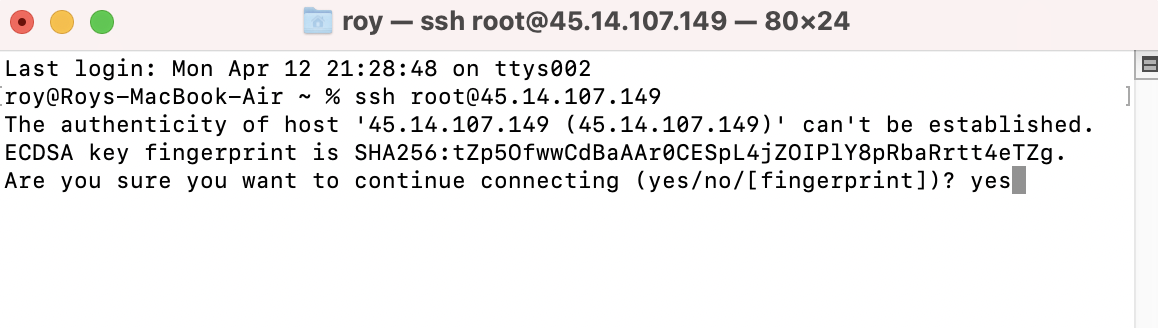 roy — ssh root@45.14.107.149 — 80×24
Last login: Mon Apr 12 21:28:48 on ttys002
[roy@Roys-MacBook-Air ~ % ssh root@45.14.107.149 ]
The authenticity of host '45.14.107.149 (45.14.107.149)' can't be established.
ECDSA key fingerprint is SHA256:tZp5OfwwCdBaAAr0CESpL4jZOIPlY8pRbaRrtt4eTZg.
Are you sure you want to continue connecting (yes/no/[fingerprint])? yes